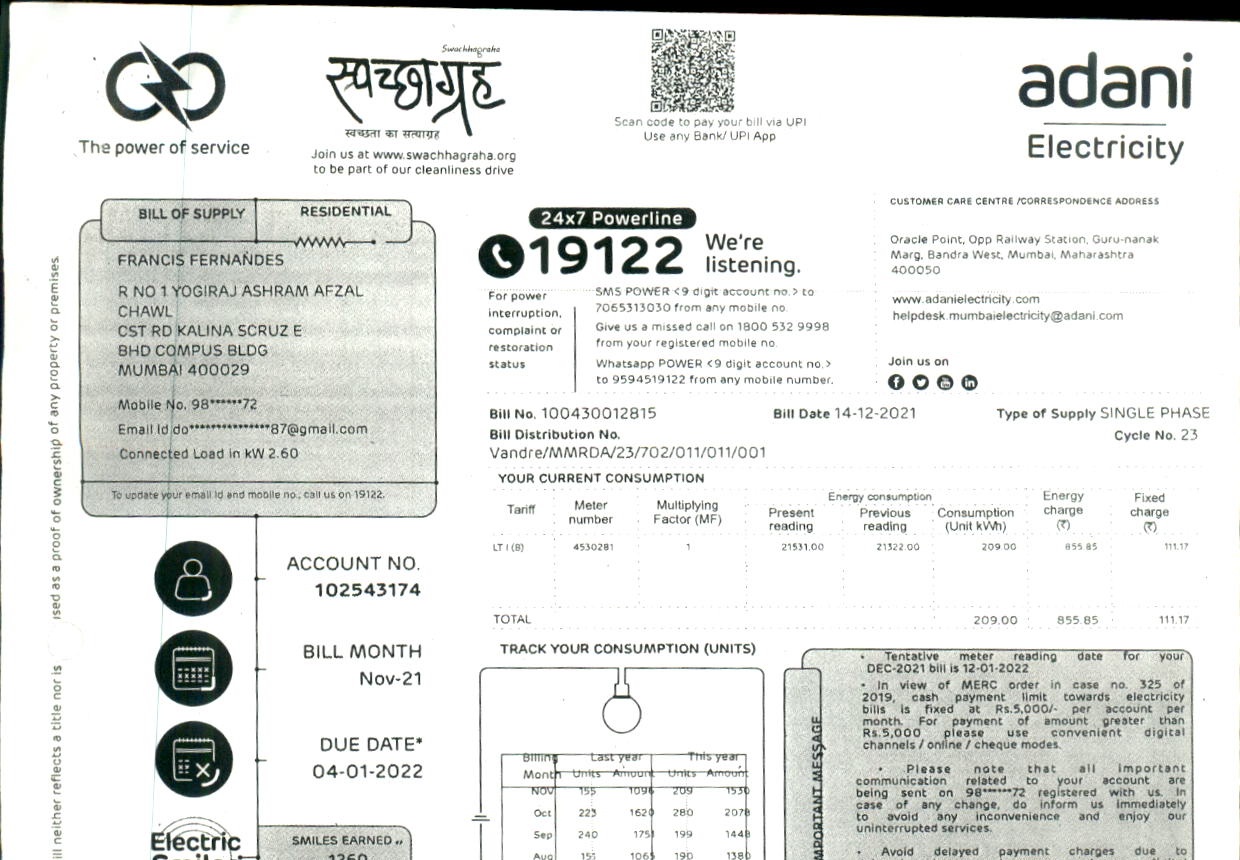 Swachhagraha
स्वच्छाग्रह
स्वच्छता का सत्याग्रह
The power of service
Join us at www.swachhagraha.org
to be part of our cleanliness drive
Scan code to pay your bill via UPI
Use any Bank/ UPI App
adani
Electricity
BILL OF SUPPLY RESIDENTIAL
FRANCIS FERNANDES
R NO 1 YOGIRAJ ASHRAM AFZAL
CHAWL
CST RD KALINA SCRUZ E
BHD COMPUS BLDG
MUMBAI 400029
Mobile No. 98******72
Email Id do***************87@gmail.com
Connected Load in kW 2.60
To update your email id and mobile no., call us on 19122.
24x7 Powerline
19122 We're
listening.
For power
interruption,
complaint or
restoration
status
SMS POWER <9 digit account no.> to
7065313030 from any mobile no.
Give us a missed call on 1800 532 9998
from your registered mobile no.
Whatsapp POWER <9 digit account no.>
to 9594519122 from any mobile number.
CUSTOMER CARE CENTRE /CORRESPONDENCE ADDRESS
Oracle Point, Opp Railway Station, Guru-nanak
Marg, Bandra West, Mumbai, Maharashtra
400050
www.adanielectricity.com
helpdesk.mumbaielectricity@adani.com
Join us on
Bill No. 100430012815 Bill Date 14-12-2021 Type of Supply SINGLE PHASE
Bill Distribution No. Cycle No. 23
Vandre/MMRDA/23/702/011/011/001
YOUR CURRENT CONSUMPTION
Tariff Meter number Multiplying Factor (MF) Energy consumption Present reading Previous reading Consumption (Unit kWh) Energy charge (₹) Fixed charge (₹)
LT I (B) 4530281 1 21531.00 21322.00 209.00 855.85 111.17
TOTAL 209.00 855.85 111.17
ACCOUNT NO.
102543174
BILL MONTH
Nov-21
DUE DATE*
04-01-2022
Electric
SMILES EARNED
TRACK YOUR CONSUMPTION (UNITS)
Billing Last year This year
Month Units Amount Units Amount
NOV 155 1096 209 1530
Oct 223 1620 280 2078
Sep 240 1751 199 1448
Aug 151 1065 190 1380
• Tentative meter reading date for your
DEC-2021 bill is 12-01-2022
• In view of MERC order in case no. 325 of
2019, cash payment limit towards electricity
bills is fixed at Rs.5,000/- per account per
month. For payment of amount greater than
Rs.5,000 please use convenient digital
channels / online / cheque modes.
• Please note that all important
communication related to your account are
being sent on 98******72 registered with us. In
case of any change, do inform us immediately
to avoid any inconvenience and enjoy our
uninterrupted services.
• Avoid delayed payment charges due to
IMPORTANT MESSAGE
ill neither reflects a title nor is
used as a proof of ownership of any property or premises.